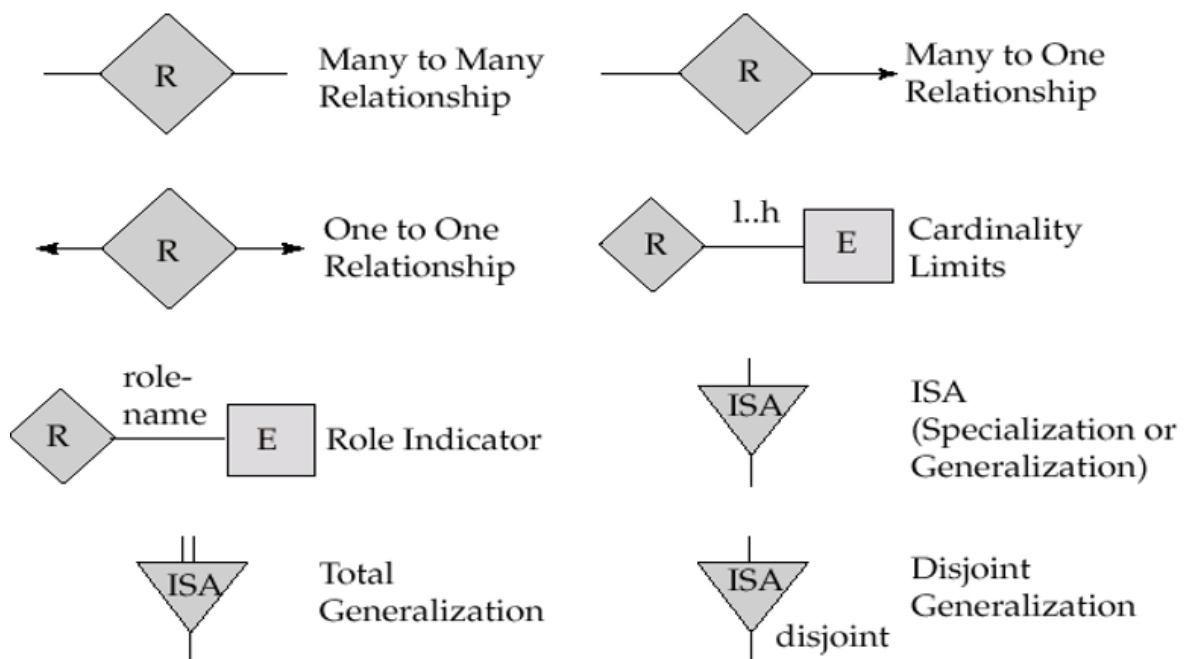 R
Many to Many
Relationship
R
Many to One
Relationship
R
One to One
Relationship
l..h
R
E
Cardinality
Limits
role-
name
R
E
Role Indicator
ISA
ISA
(Specialization or
Generalization)
ISA
Total
Generalization
ISA
disjoint
Disjoint
Generalization